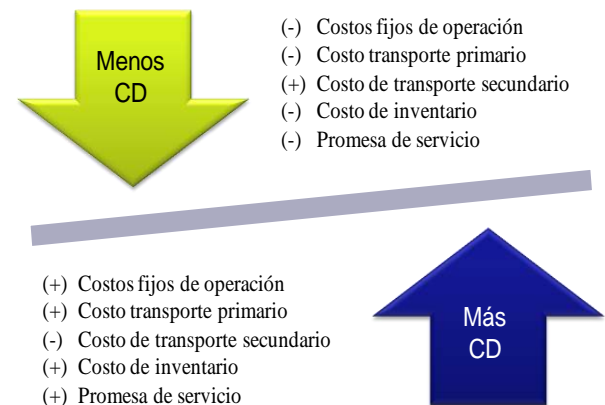 Menos
CD
(-) Costos fijos de operación
(-) Costo transporte primario
(+) Costo de transporte secundario
(-) Costo de inventario
(-) Promesa de servicio
(+) Costos fijos de operación
(+) Costo transporte primario
(-) Costo de transporte secundario
(+) Costo de inventario
(+) Promesa de servicio
Más
CD